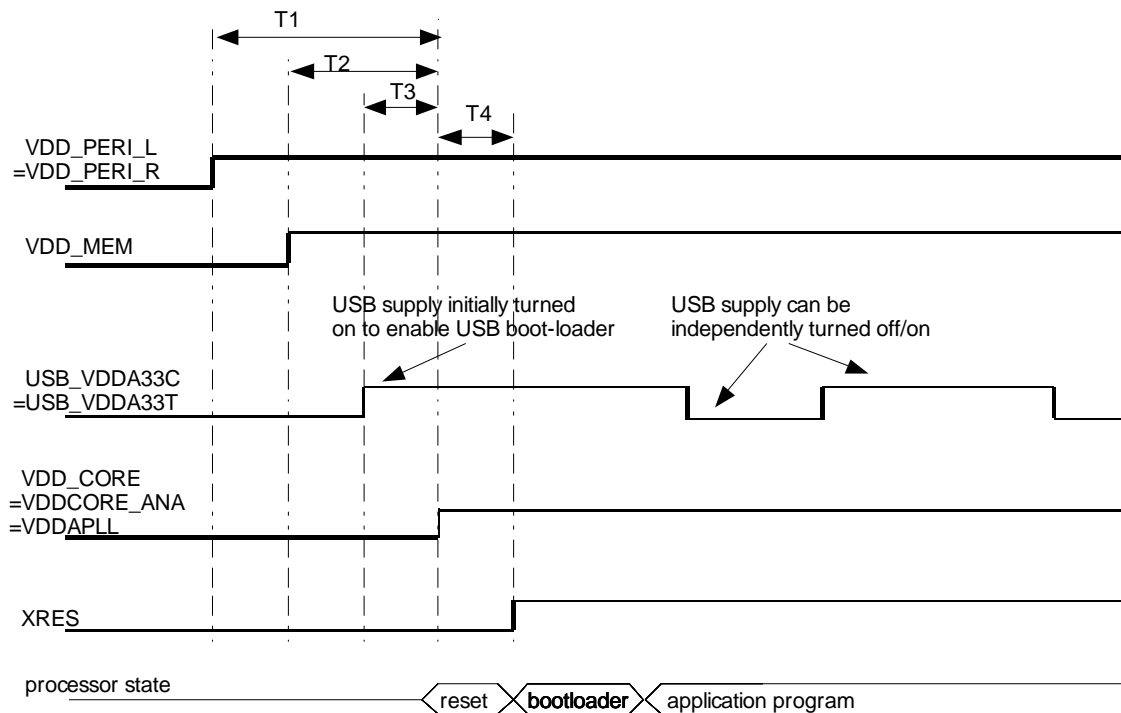 T1
T2
T3
T4
VDD_PERI_L
=VDD_PERI_R
VDD_MEM
USB supply initially turned
on to enable USB boot-loader
USB supply can be
independently turned off/on
USB_VDDA33C
=USB_VDDA33T
VDD_CORE
=VDDCORE_ANA
=VDDAPLL
XRES
processor state
reset
bootloader
application program